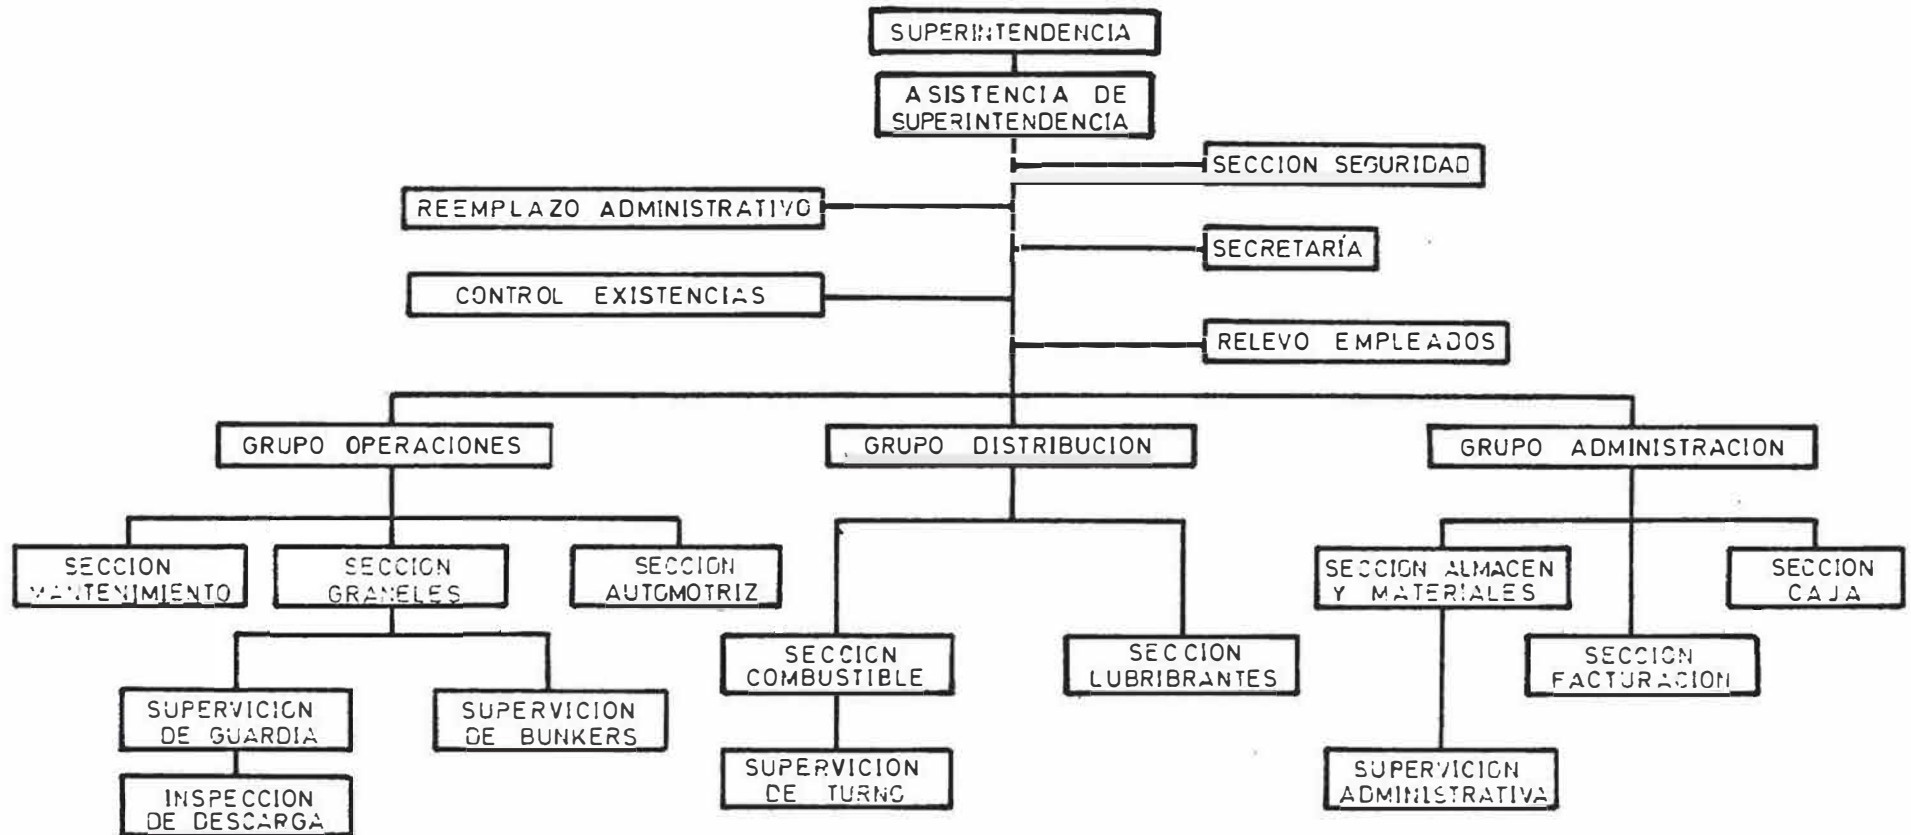 SUPERINTENDENCIA
ASISTENCIA DE
SUPERINTENDENCIA
SECCION SEGURIDAD
REEMPLAZO ADMINISTRATIVO
SECRETARÍA
CONTROL EXISTENCIAS
RELEVO EMPLEADOS
GRUPO OPERACIONES
GRUPO DISTRIBUCION
GRUPO ADMINISTRACION
SECCION
MANTENIMIENTO
SECCION
GRANELES
SECCION
AUTOMOTRIZ
SECCION ALMACEN
Y MATERIALES
SECCION
CAJA
SECCION
COMBUSTIBLE
SECCION
LUBRIBRANTES
SECCION
FACTURACION
SUPERVICION
DE GUARDIA
SUPERVICION
DE BUNKERS
SUPERVICION
DE TURNO
SUPERVICION
ADMINISTRATIVA
INSPECCION
DE DESCARGA